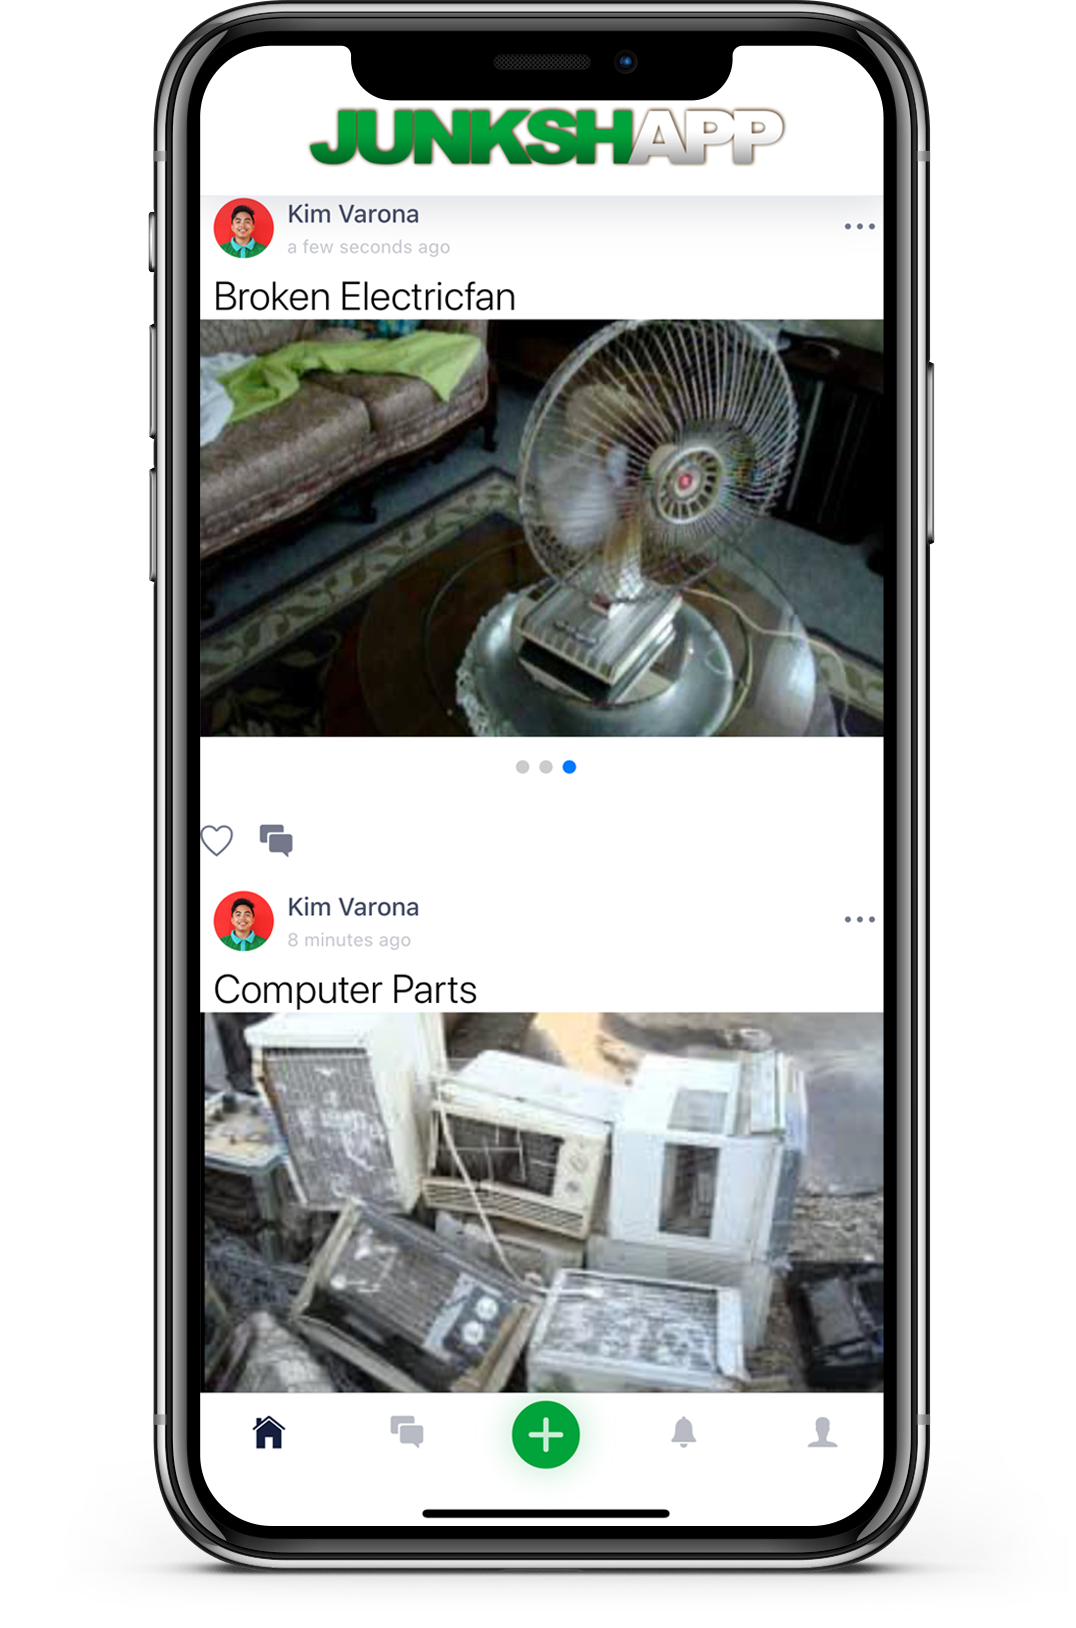 JUNKSHAPP
Kim Varona
a few seconds ago
Broken Electricfan
Kim Varona
8 minutes ago
Computer Parts